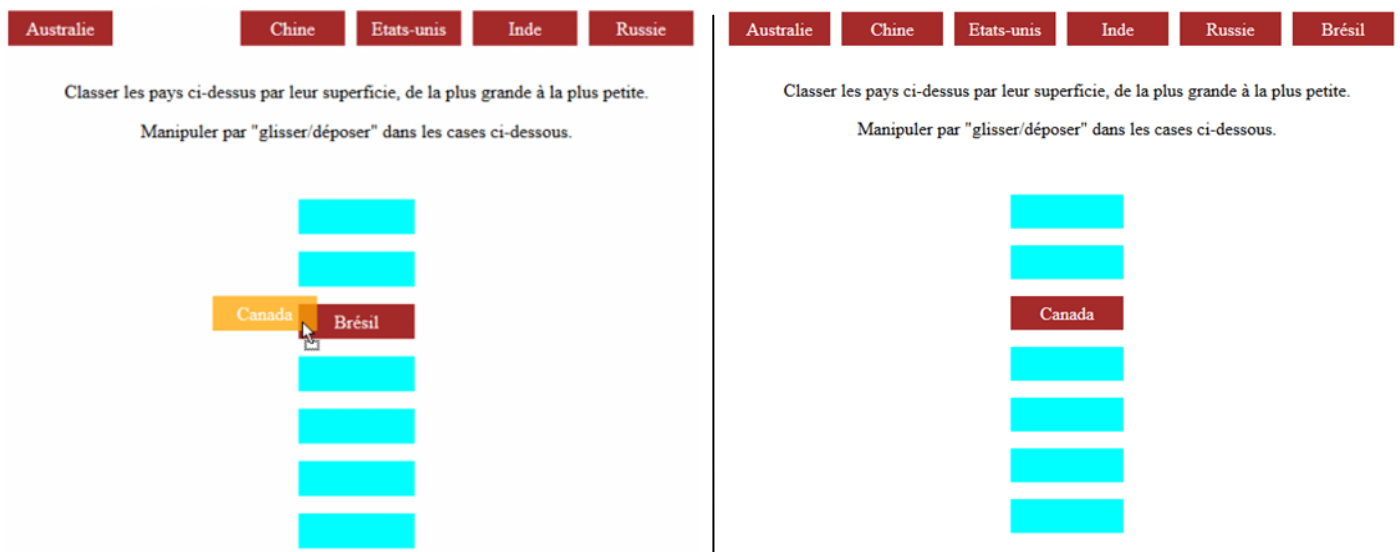 Australie Chine Etats-unis Inde Russie
Classer les pays ci-dessus par leur superficie, de la plus grande à la plus petite.
Manipuler par "glisser/déposer" dans les cases ci-dessous.
Canada
Brésil
Australie Chine Etats-unis Inde Russie Brésil
Classer les pays ci-dessus par leur superficie, de la plus grande à la plus petite.
Manipuler par "glisser/déposer" dans les cases ci-dessous.
Canada